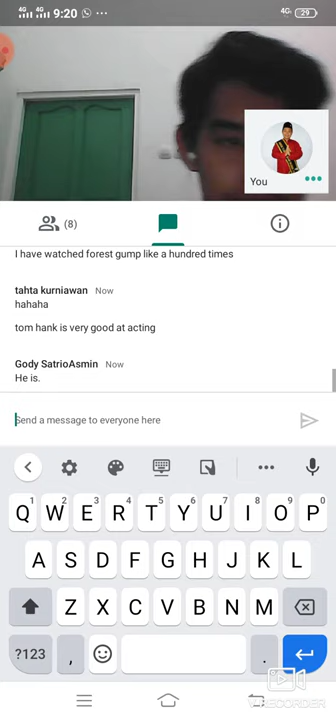 4G 4G 9:20 ... 4G 29
You ...
(8)
I have watched forest gump like a hundred times
tahta kurniawan Now
hahaha
tom hank is very good at acting
Gody SatrioAsmin Now
He is.
Send a message to everyone here
...
1 2 3 4 5 6 7 8 9 0
Q W E R T Y U I O P
A S D F G H J K L
Z X C V B N M
?123 , .
RECORDER